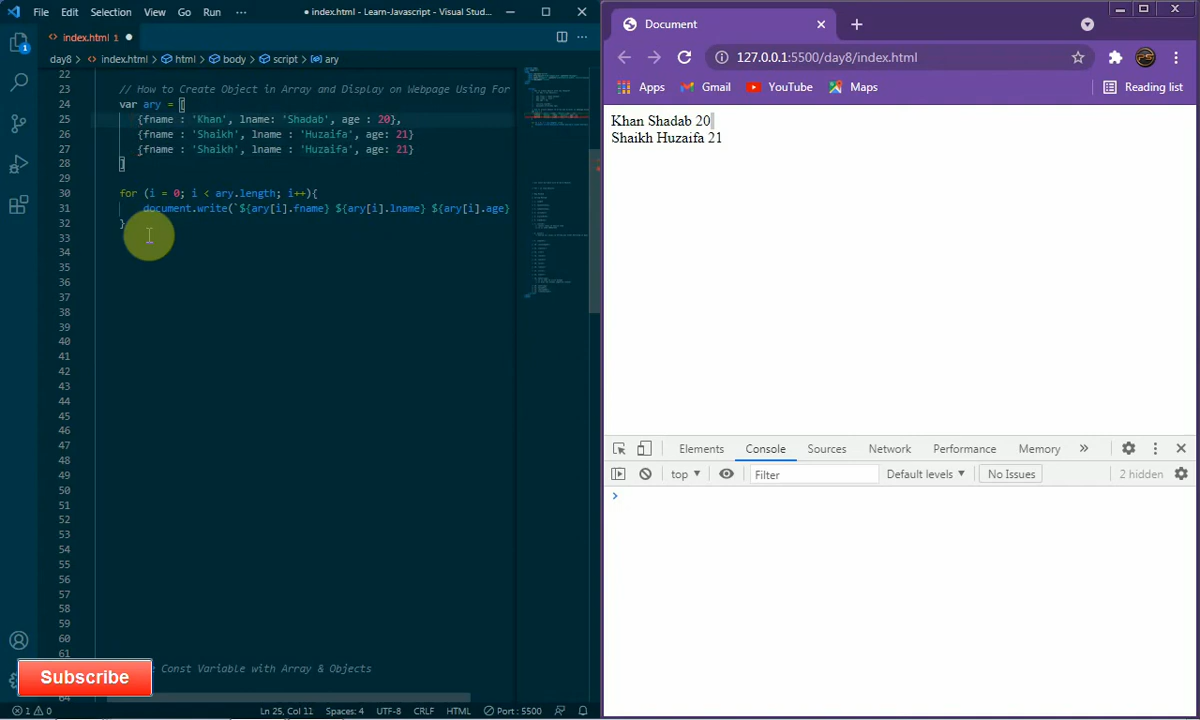 File Edit Selection View Go Run ··· • index.html - Learn-Javascript - Visual Stud...
index.html 1 ●
day8 > index.html > html > body > script > ary
22
23 // How to Create Object in Array and Display on Webpage Using For
24 var ary = [
25 {fname : 'Khan', lname: 'Shadab', age : 20},
26 {fname : 'Shaikh', lname : 'Huzaifa', age: 21}
27 {fname : 'Shaikh', lname : 'Huzaifa', age: 21}
28 ]
29
30 for (i = 0; i < ary.length; i++){
31 document.write(`${ary[i].fname} ${ary[i].lname} ${ary[i].age}
32 }
33
34
35
36
37
38
39
40
41
42
43
44
45
46
47
48
49
50
51
52
53
54
55
56
57
58
59
60
61
Const Variable with Array & Objects
64
Subscribe
1 0 Ln 25, Col 11 Spaces: 4 UTF-8 CRLF HTML Port : 5500
Document
127.0.0.1:5500/day8/index.html
Apps Gmail YouTube Maps Reading list
Khan Shadab 20
Shaikh Huzaifa 21
Elements Console Sources Network Performance Memory »
top Filter Default levels No Issues 2 hidden